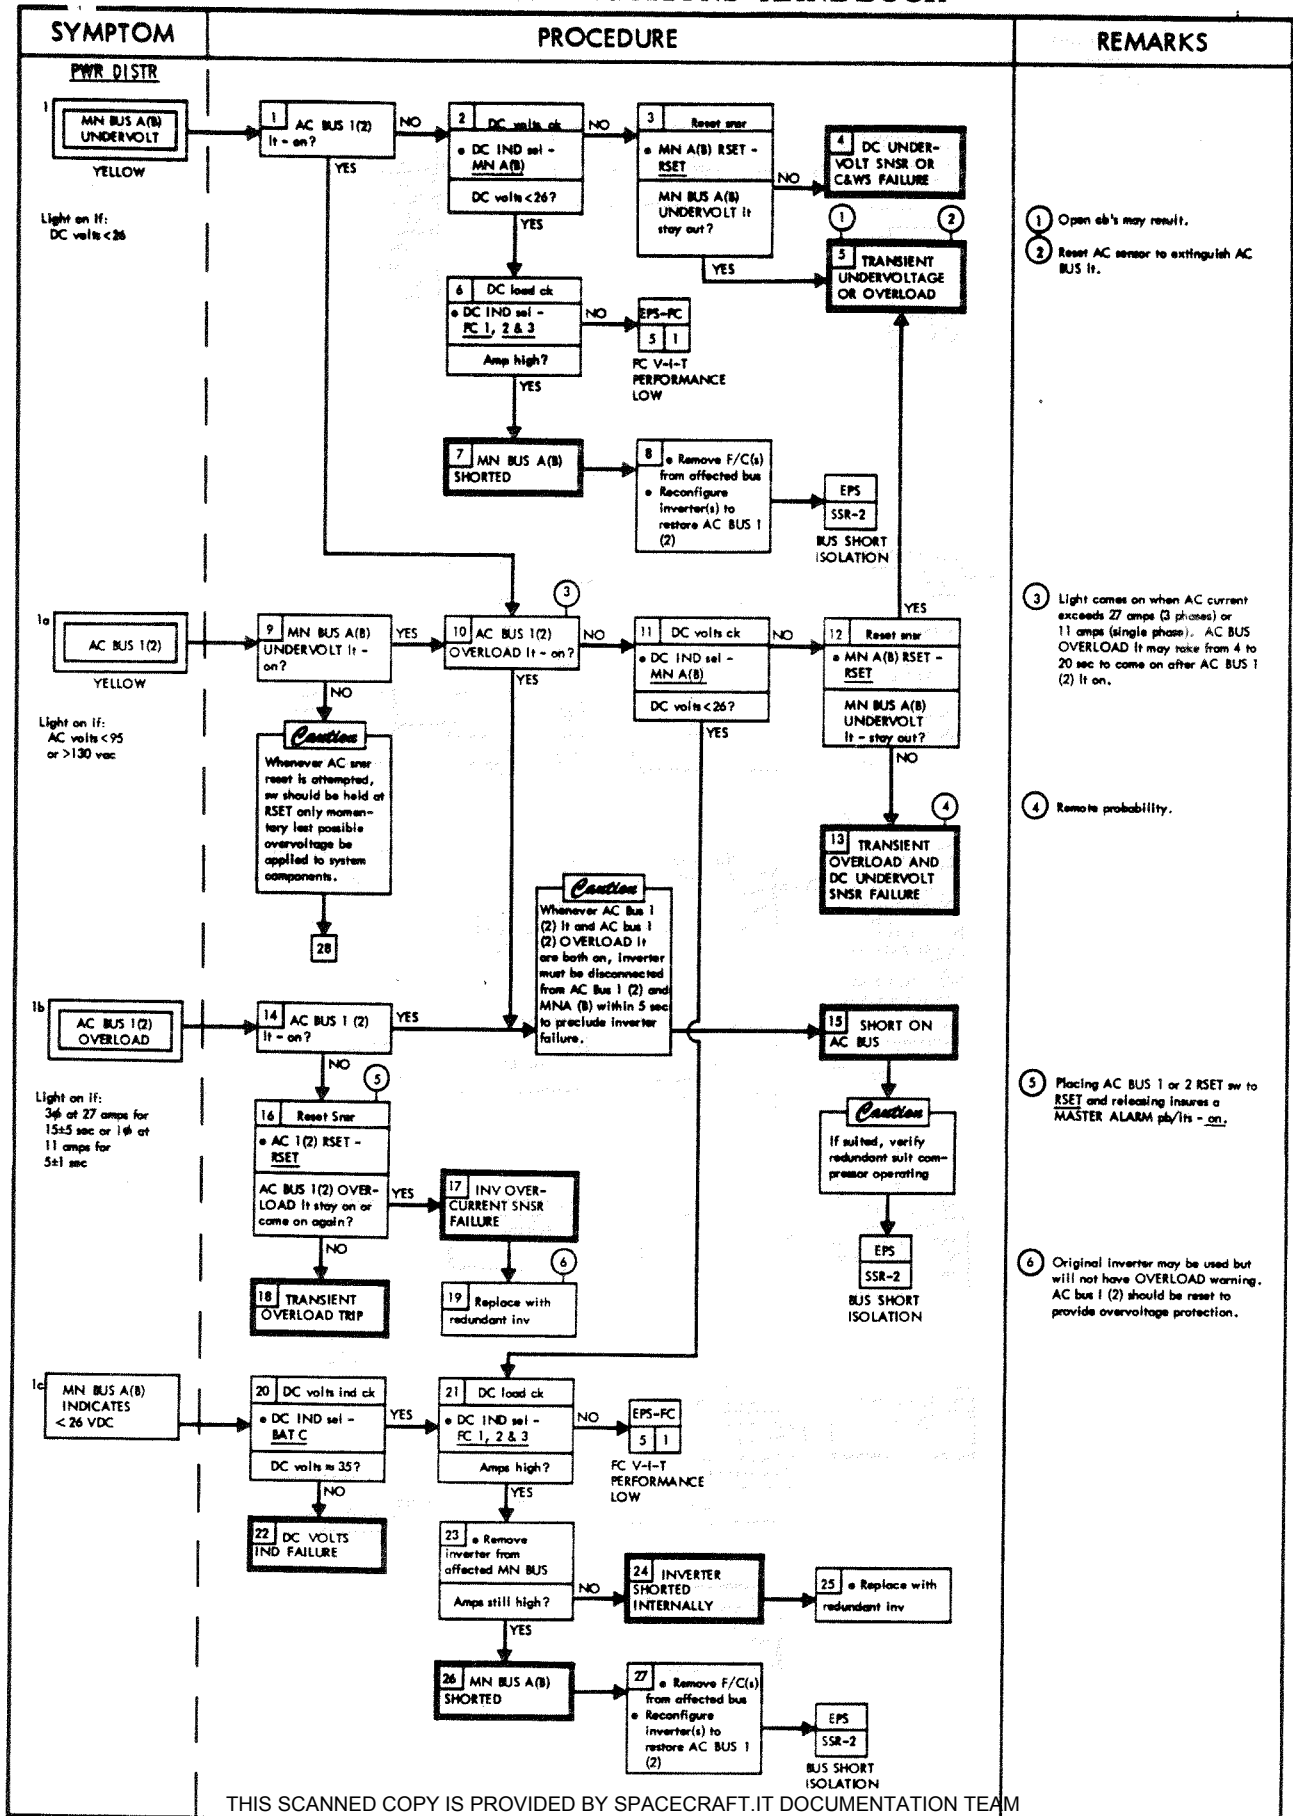 SYMPTOM
PROCEDURE
REMARKS
PWR DISTR
1
MN BUS A(B)
UNDERVOLT
YELLOW
Light on if:
DC volts <26
1 AC BUS 1(2)
lt - on?
NO
YES
2 DC volts ck
• DC IND sel -
MN A(B)
DC volts <26?
NO
YES
3 Reset snsr
• MN A(B) RSET -
RSET
MN BUS A(B)
UNDERVOLT lt
stay out?
NO
YES
4 DC UNDER-
VOLT SNSR OR
C&WS FAILURE
1
2
5 TRANSIENT
UNDERVOLTAGE
OR OVERLOAD
1 Open cb's may result.
2 Reset AC sensor to extinguish AC
BUS lt.
6 DC load ck
• DC IND sel -
FC 1, 2 & 3
Amp high?
NO
YES
EPS-FC
5 1
FC V-I-T
PERFORMANCE
LOW
7 MN BUS A(B)
SHORTED
8 • Remove F/C(s)
from affected bus
• Reconfigure
inverter(s) to
restore AC BUS 1
(2)
EPS
SSR-2
BUS SHORT
ISOLATION
1a
AC BUS 1(2)
YELLOW
Light on if:
AC volts <95
or >130 vac
9 MN BUS A(B)
UNDERVOLT lt -
on?
YES
NO
3
10 AC BUS 1(2)
OVERLOAD lt - on?
NO
YES
11 DC volts ck
• DC IND sel -
MN A(B)
DC volts <26?
NO
YES
12 Reset snsr
• MN A(B) RSET -
RSET
MN BUS A(B)
UNDERVOLT
lt - stay out?
YES
NO
3 Light comes on when AC current
exceeds 27 amps (3 phases) or
11 amps (single phase). AC BUS
OVERLOAD lt may take from 4 to
20 sec to come on after AC BUS 1
(2) lt on.
Caution
Whenever AC snsr
reset is attempted,
sw should be held at
RSET only momen-
tary lest possible
overvoltage be
applied to system
components.
28
4
13 TRANSIENT
OVERLOAD AND
DC UNDERVOLT
SNSR FAILURE
4 Remote probability.
Caution
Whenever AC Bus 1
(2) lt and AC bus 1
(2) OVERLOAD lt
are both on, inverter
must be disconnected
from AC Bus 1 (2) and
MNA (B) within 5 sec
to preclude inverter
failure.
1b
AC BUS 1(2)
OVERLOAD
Light on if:
3ϕ at 27 amps for
15±5 sec or 1ϕ at
11 amps for
5±1 sec
14 AC BUS 1 (2)
lt - on?
YES
NO
15 SHORT ON
AC BUS
Caution
If suited, verify
redundant suit com-
pressor operating
EPS
SSR-2
BUS SHORT
ISOLATION
5
16 Reset Snsr
• AC 1(2) RSET -
RSET
AC BUS 1(2) OVER-
LOAD lt stay on or
come on again?
YES
NO
17 INV OVER-
CURRENT SNSR
FAILURE
18 TRANSIENT
OVERLOAD TRIP
6
19 Replace with
redundant inv
5 Placing AC BUS 1 or 2 RSET sw to
RSET and releasing insures a
MASTER ALARM pb/lts - on.
6 Original inverter may be used but
will not have OVERLOAD warning.
AC bus 1 (2) should be reset to
provide overvoltage protection.
1c
MN BUS A(B)
INDICATES
< 26 VDC
20 DC volts ind ck
• DC IND sel -
BAT C
DC volts ≈ 35?
YES
NO
21 DC load ck
• DC IND sel -
FC 1, 2 & 3
Amps high?
NO
YES
EPS-FC
5 1
FC V-I-T
PERFORMANCE
LOW
22 DC VOLTS
IND FAILURE
23 • Remove
inverter from
affected MN BUS
Amps still high?
NO
YES
24 INVERTER
SHORTED
INTERNALLY
25 • Replace with
redundant inv
26 MN BUS A(B)
SHORTED
27 • Remove F/C(s)
from affected bus
• Reconfigure
inverter(s) to
restore AC BUS 1
(2)
EPS
SSR-2
BUS SHORT
ISOLATION
THIS SCANNED COPY IS PROVIDED BY SPACECRAFT.IT DOCUMENTATION TEAM